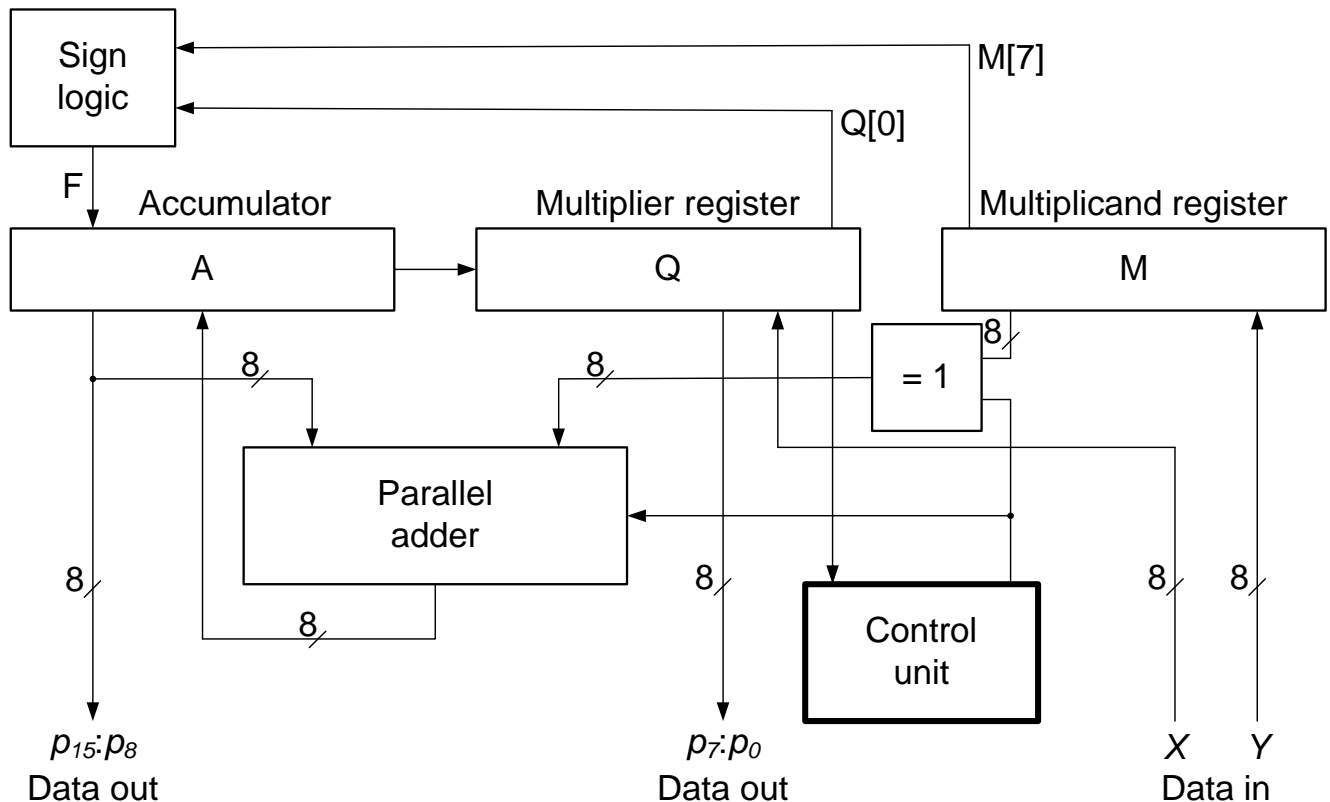 Sign
logic
M[7]
Q[0]
F
Accumulator
Multiplier register
Multiplicand register
A
Q
M
8
8
8
= 1
Parallel
adder
8
8
8
8
8
Control
unit
p15:p8
Data out
p7:p0
Data out
X Y
Data in